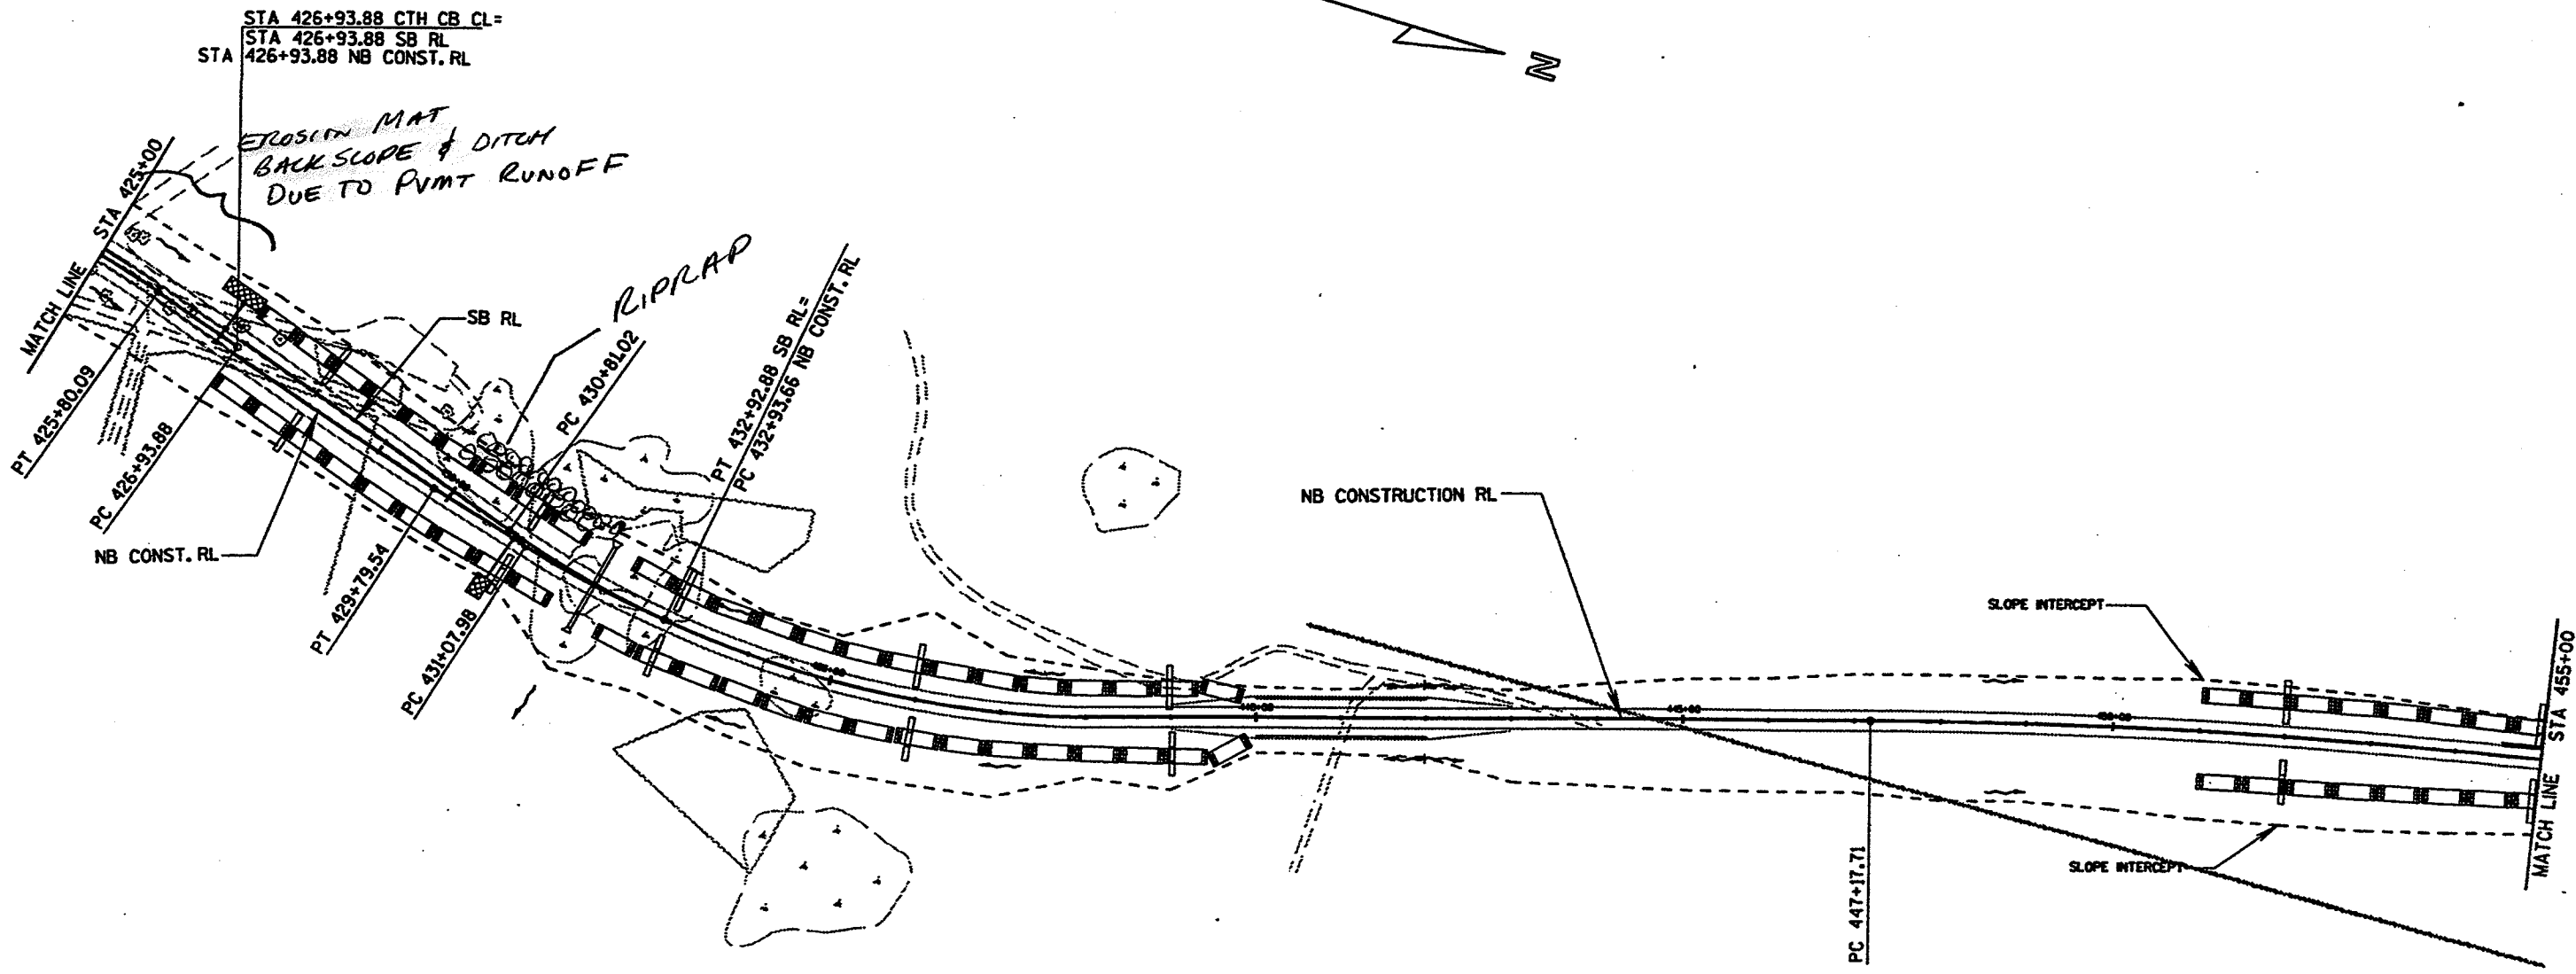 STA 426+93.88 CTH CB CL=
STA 426+93.88 SB RL
STA 426+93.88 NB CONST. RL
N
EROSION MAT
BACKSLOPE & DITCH
DUE TO PVMT RUNOFF
STA 425+00
MATCH LINE
RIPRAP
SB RL
PT 425+80.09
PC 426+93.88
NB CONST. RL
PT 429+79.54
PC 431+07.98
PC 430+81.02
PT 432+92.88 SB RL=
PC 432+93.66 NB CONST. RL
NB CONSTRUCTION RL
SLOPE INTERCEPT
SLOPE INTERCEPT
PC 447+17.71
STA 455+00
MATCH LINE
445+00